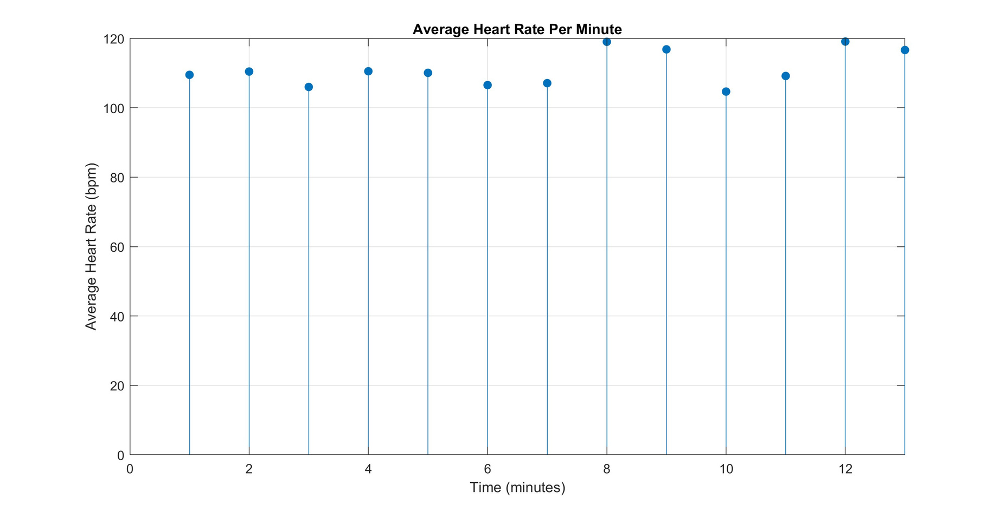 Average Heart Rate Per Minute
120
100
80
60
40
20
0
Average Heart Rate (bpm)
0 2 4 6 8 10 12
Time (minutes)